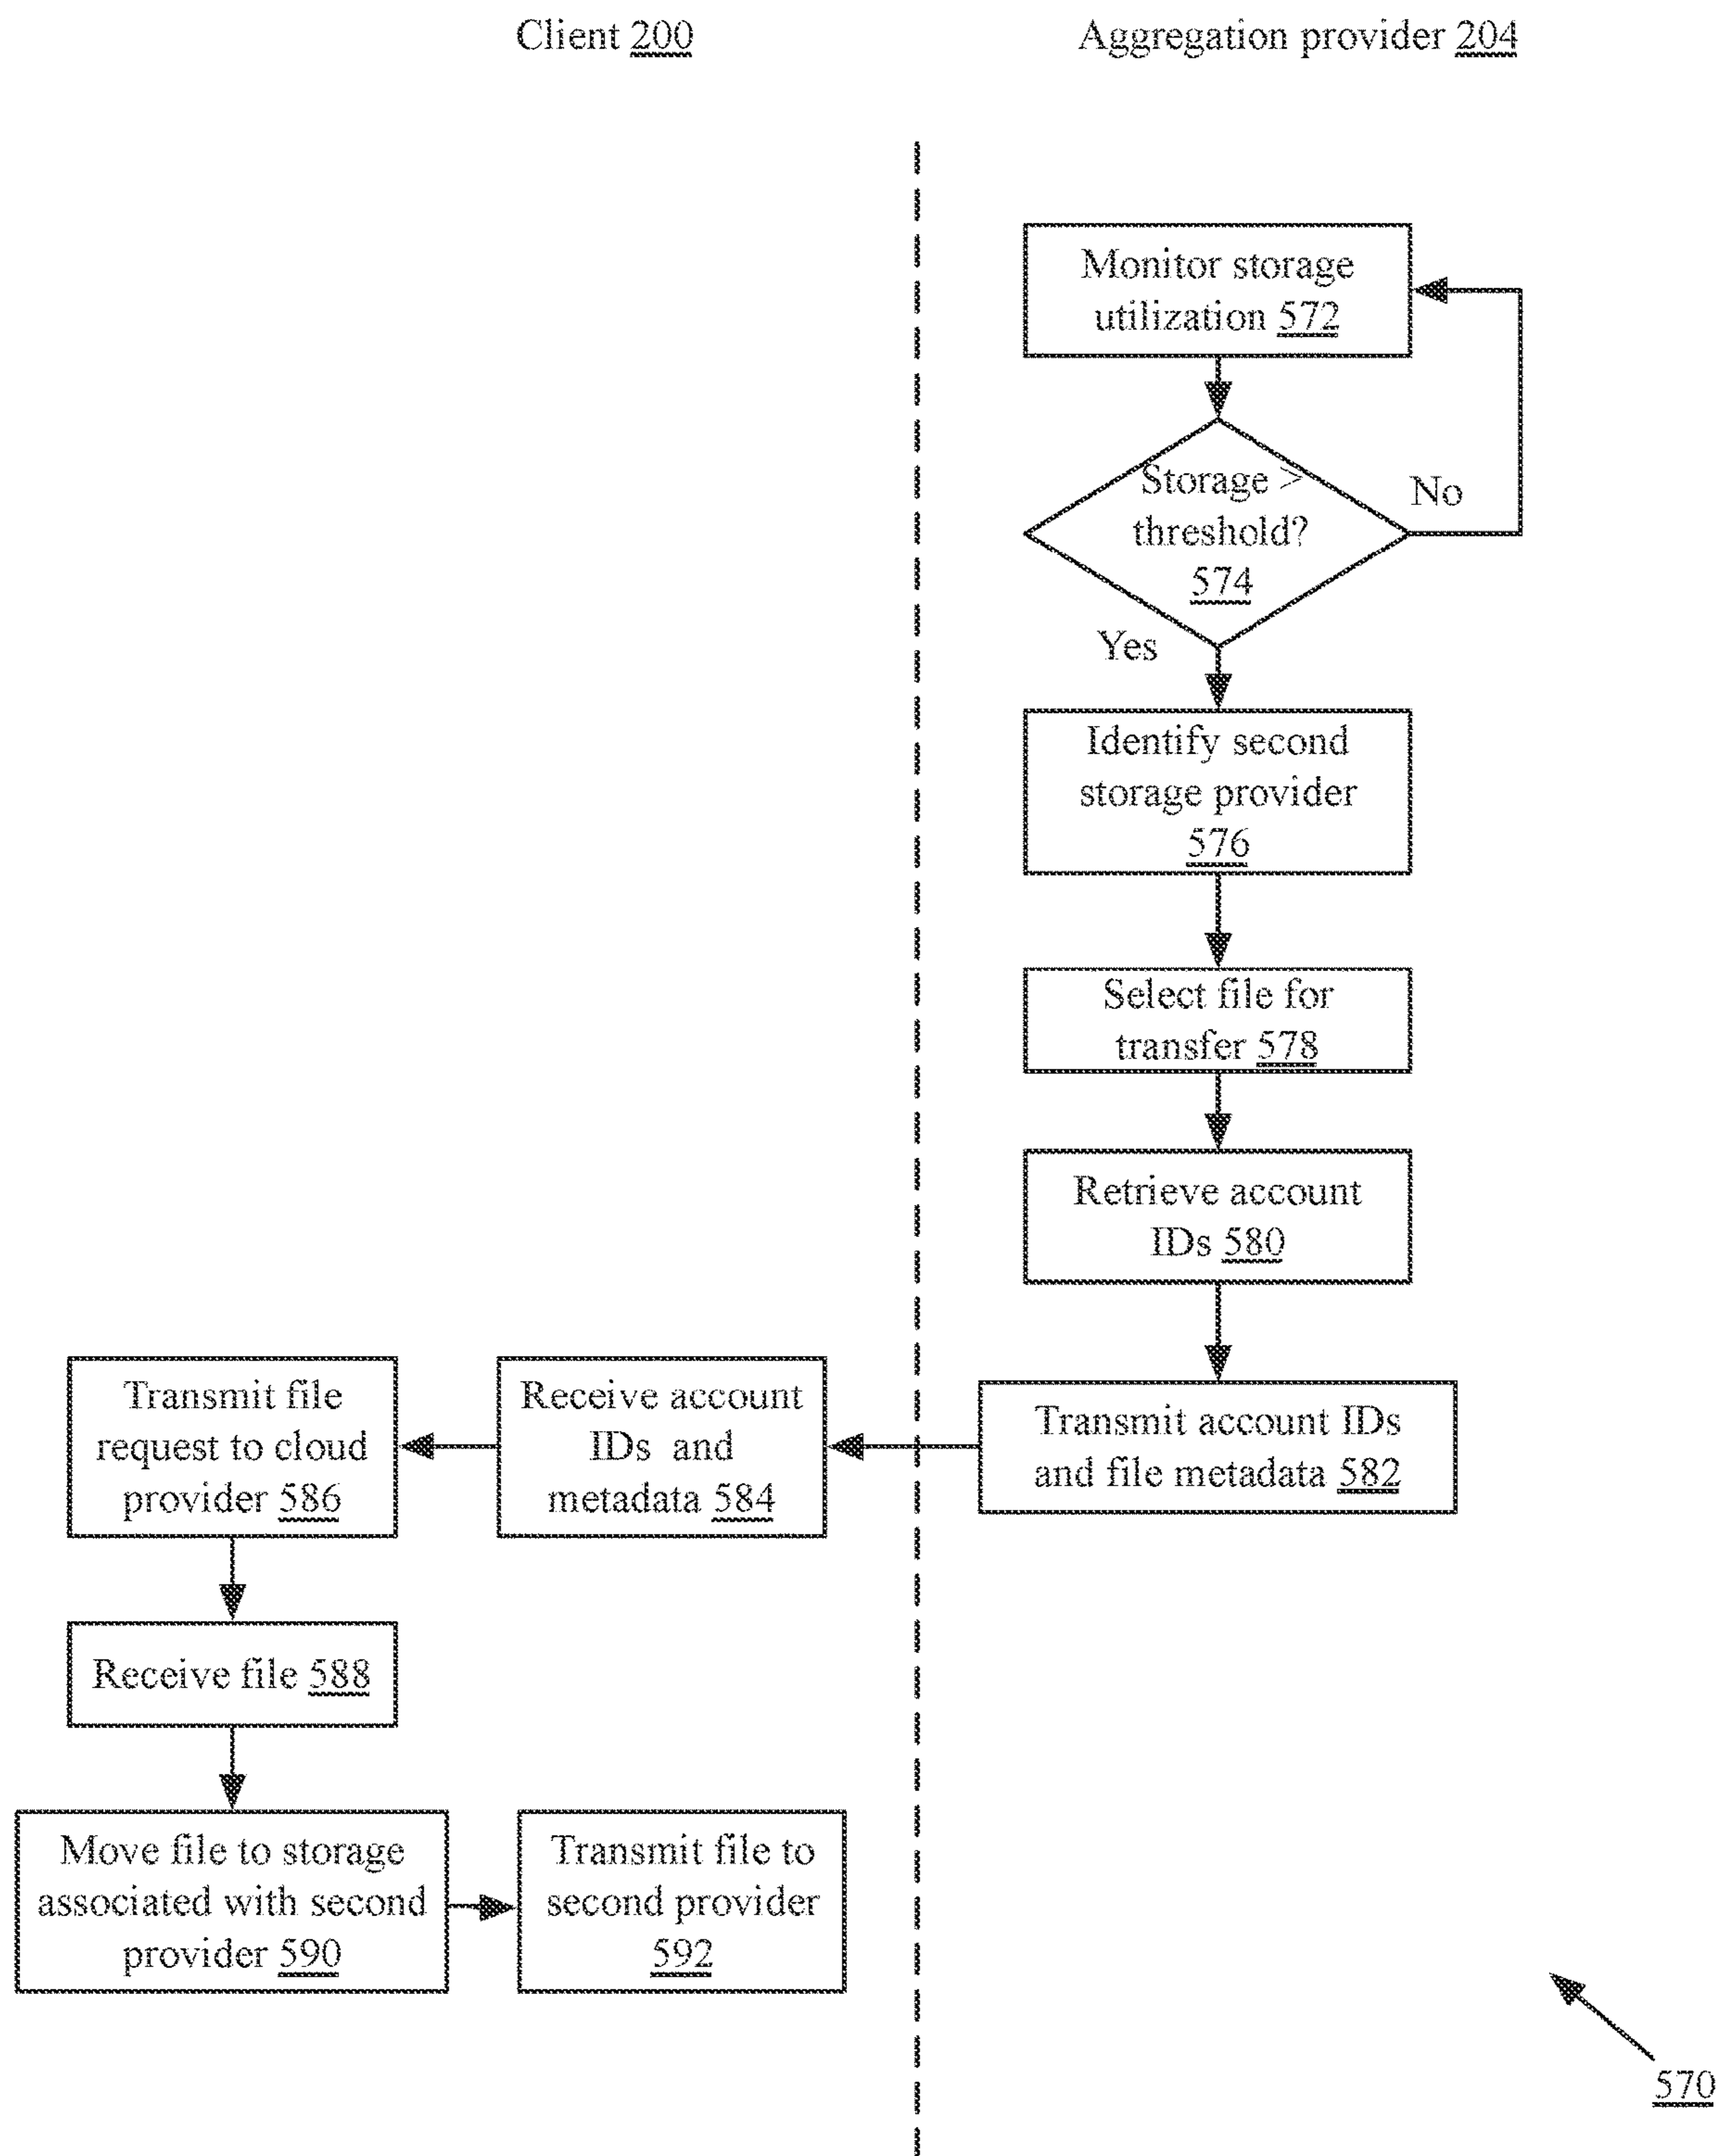 Client 200
Aggregation provider 204
Monitor storage
utilization 572
Storage >
threshold?
574
No
Yes
Identify second
storage provider
576
Select file for
transfer 578
Retrieve account
IDs 580
Transmit account IDs
and file metadata 582
Receive account
IDs and
metadata 584
Transmit file
request to cloud
provider 586
Receive file 588
Move file to storage
associated with second
provider 590
Transmit file to
second provider
592
570